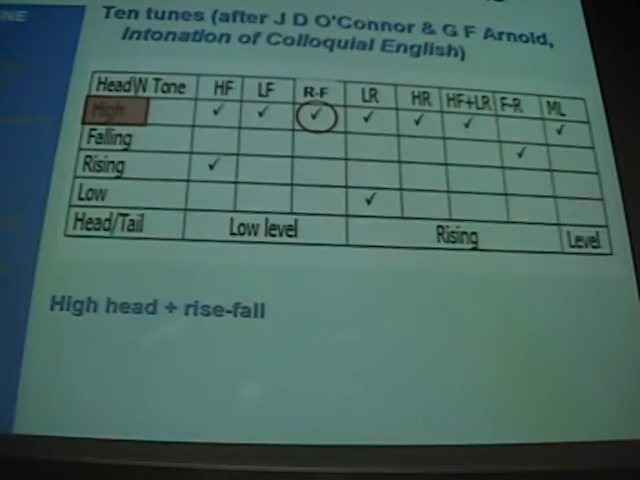 NE
Ten tunes (after J D O'Connor & G F Arnold,
Intonation of Colloquial English)
Head\N Tone HF LF R-F LR HR HF+LR F-R ML
High ✓ ✓ ✓ ✓ ✓ ✓ ✓
Falling ✓
Rising ✓
Low ✓
Head/Tail Low level Rising Level
High head + rise-fall